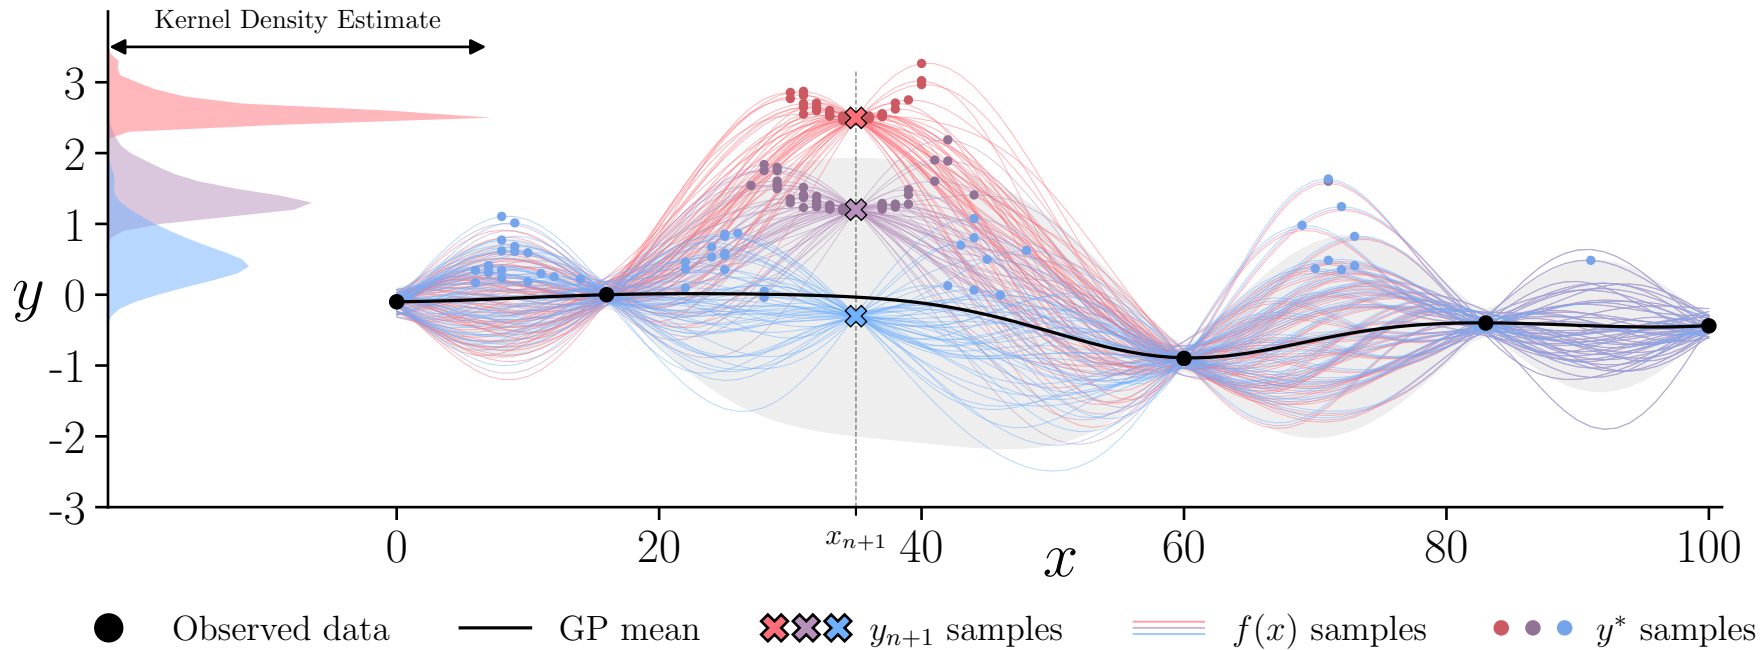 Kernel Density Estimate
3
2
1
0
-1
-2
-3
y
0
20
x_{n+1}
40
x
60
80
100
Observed data
GP mean
y_{n+1} samples
f(x) samples
y* samples